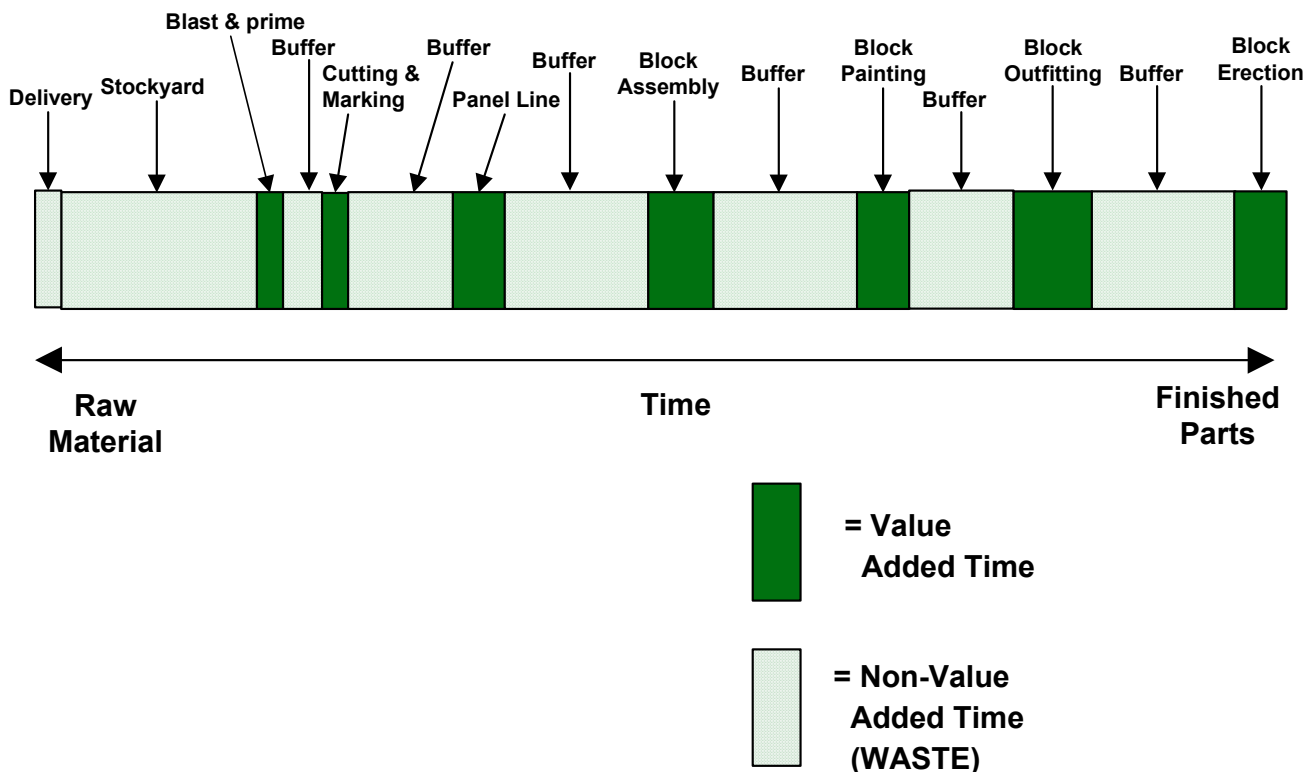 Blast & prime
Delivery
Stockyard
Buffer
Cutting &
Marking
Buffer
Panel Line
Buffer
Block
Assembly
Buffer
Block
Painting
Buffer
Block
Outfitting
Buffer
Block
Erection
Raw
Material
Time
Finished
Parts
= Value
Added Time
= Non-Value
Added Time
(WASTE)